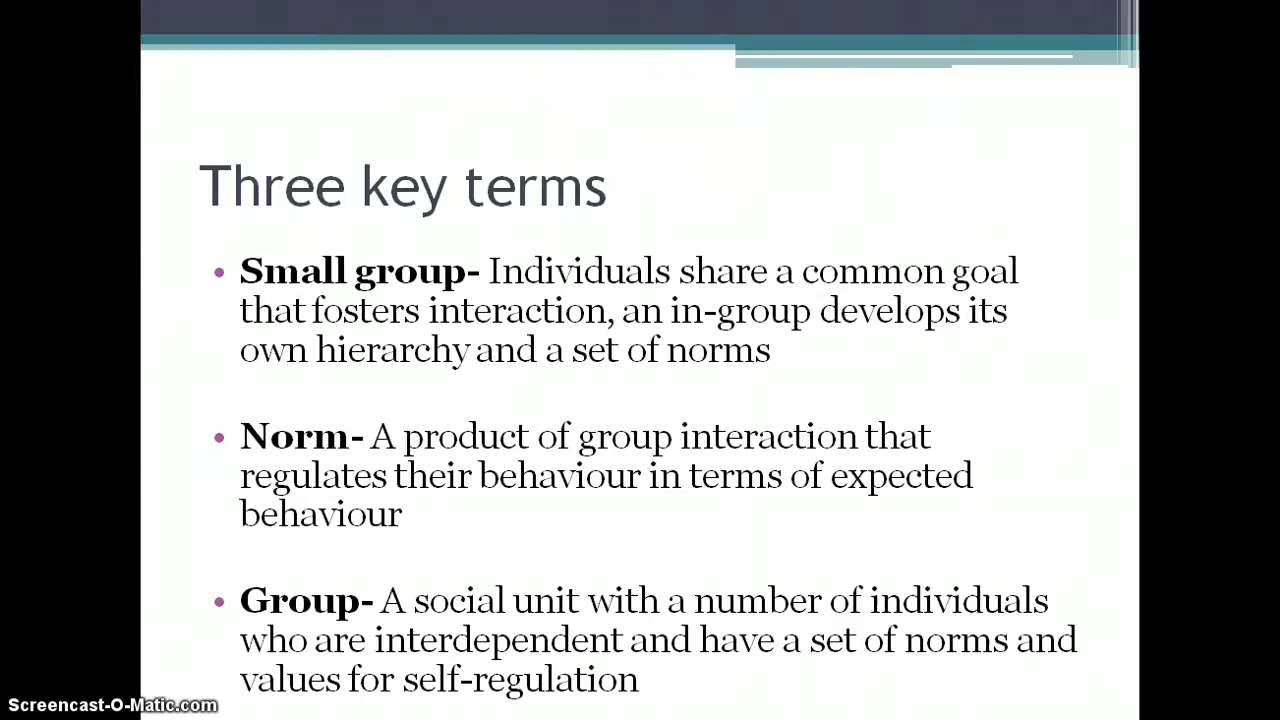 Three key terms
• Small group- Individuals share a common goal
that fosters interaction, an in-group develops its
own hierarchy and a set of norms
• Norm- A product of group interaction that
regulates their behaviour in terms of expected
behaviour
• Group- A social unit with a number of individuals
who are interdependent and have a set of norms and
values for self-regulation
Screencast-O-Matic.com